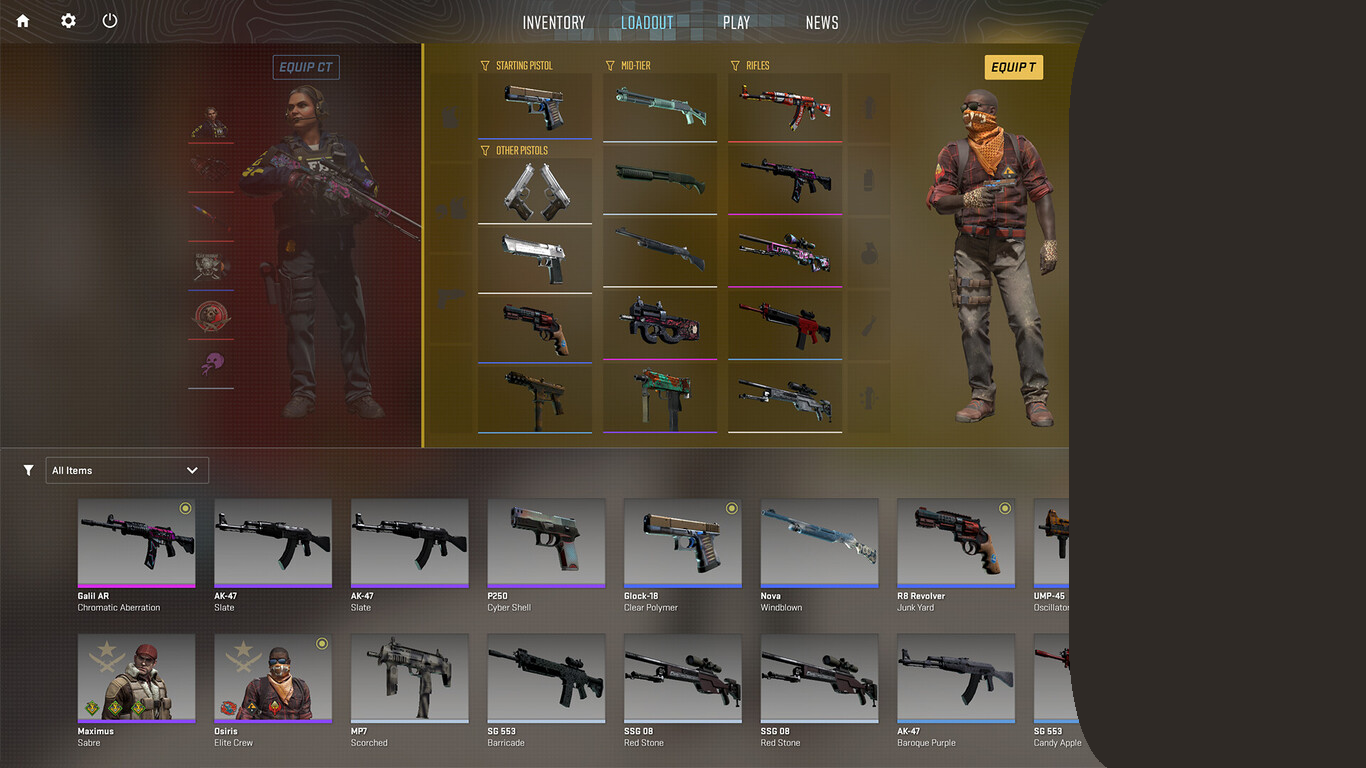 INVENTORY
LOADOUT
PLAY
NEWS
EQUIP CT
STARTING PISTOL
MID-TIER
RIFLES
EQUIP T
OTHER PISTOLS
All Items
Galil AR
Chromatic Aberration
AK-47
Slate
AK-47
Slate
P250
Cyber Shell
Glock-18
Clear Polymer
Nova
Windblown
R8 Revolver
Junk Yard
UMP-45
Oscillator
Maximus
Sabre
Osiris
Elite Crew
MP7
Scorched
SG 553
Barricade
SSG 08
Red Stone
SSG 08
Red Stone
AK-47
Baroque Purple
SG 553
Candy Apple